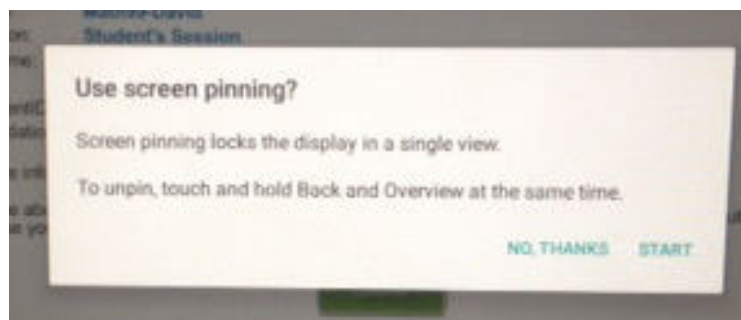 Student's Session
Use screen pinning?
Screen pinning locks the display in a single view.
To unpin, touch and hold Back and Overview at the same time.
NO, THANKS START